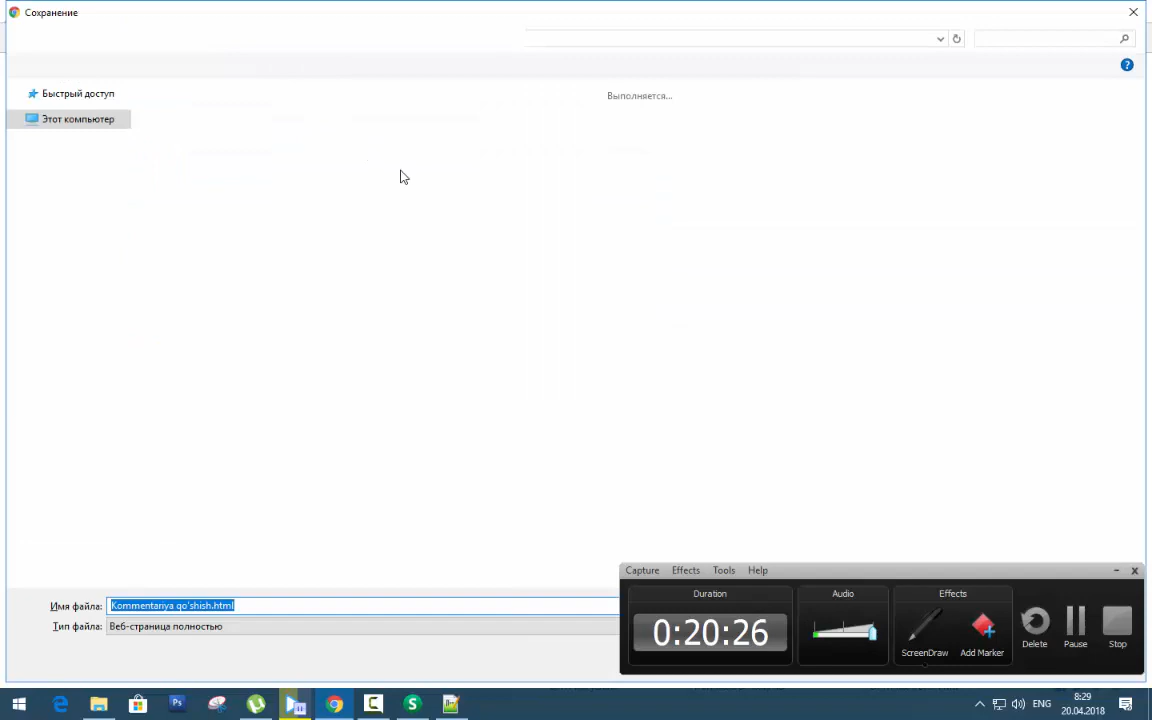 Сохранение
Быстрый доступ
Выполняется...
Этот компьютер
Имя файла: Kommentariya qo'shish.html
Тип файла: Веб-страница полностью
Capture Effects Tools Help
Duration
Audio
Effects
0:20:26
ScreenDraw
Add Marker
Delete
Pause
Stop
Ps
S
ENG
8:29
20.04.2018